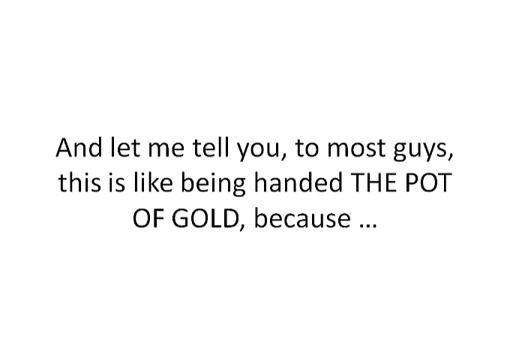 And let me tell you, to most guys,
this is like being handed THE POT
OF GOLD, because …